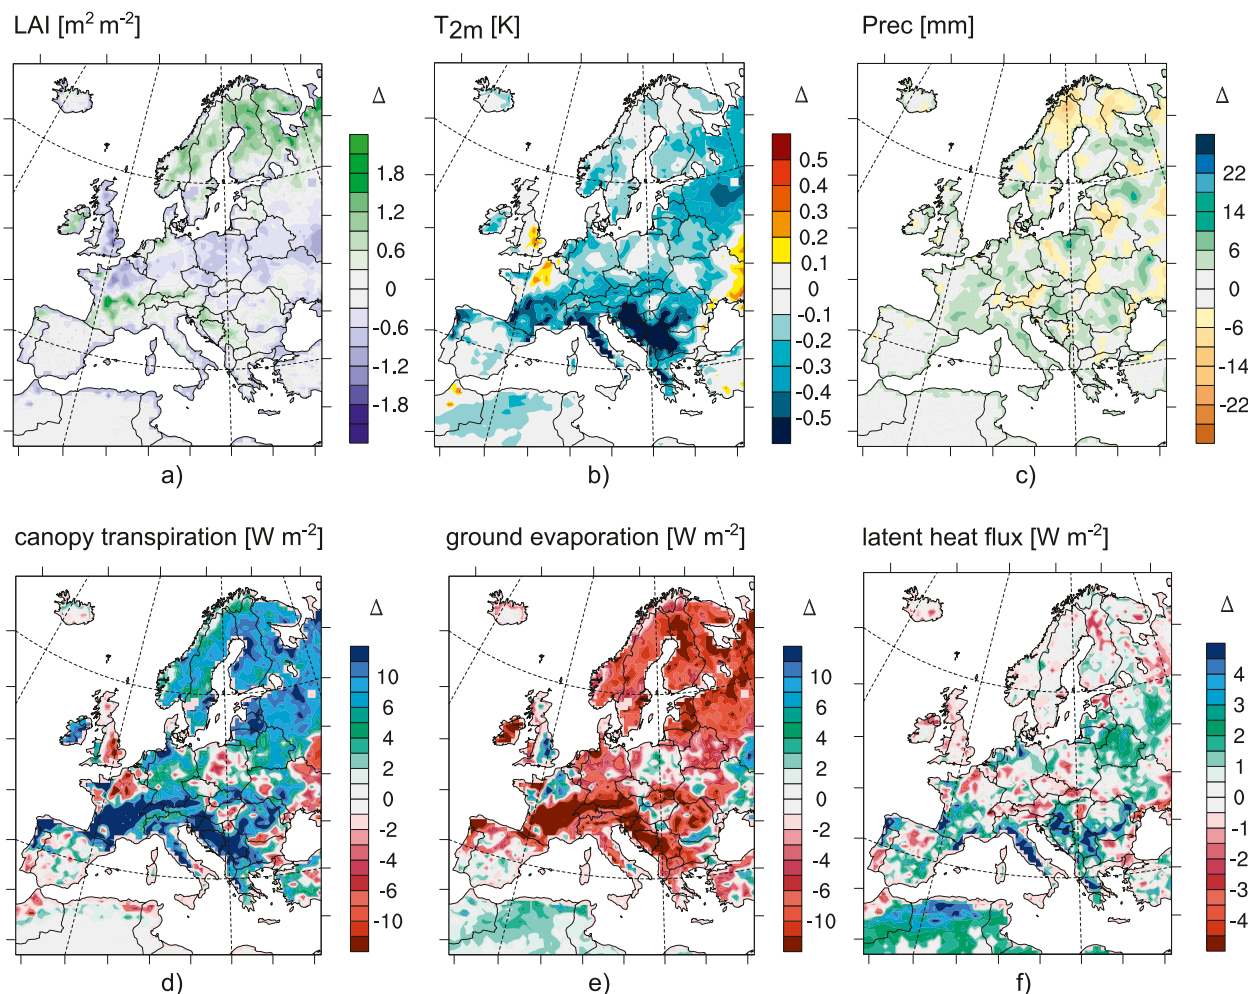 LAI [m² m⁻²]
T₂ₘ [K]
Prec [mm]
Δ
1.8
1.2
0.6
0
-0.6
-1.2
-1.8
Δ
0.5
0.4
0.3
0.2
0.1
-0.1
-0.2
-0.3
-0.4
-0.5
Δ
22
14
6
0
-6
-14
-22
a)
b)
c)
canopy transpiration [W m⁻²]
ground evaporation [W m⁻²]
latent heat flux [W m⁻²]
Δ
10
6
4
2
0
-2
-4
-6
-10
Δ
10
6
4
2
0
-2
-4
-6
-10
Δ
4
3
2
1
0
-1
-2
-3
-4
d)
e)
f)